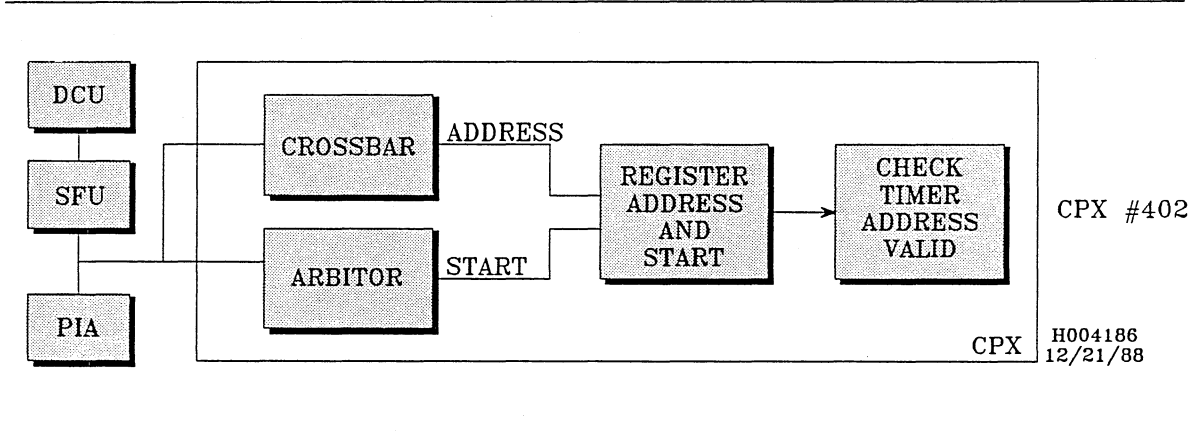 DCU
SFU
PIA
CROSSBAR
ADDRESS
ARBITOR
START
REGISTER
ADDRESS
AND
START
CHECK
TIMER
ADDRESS
VALID
CPX #402
CPX
H004186
12/21/88